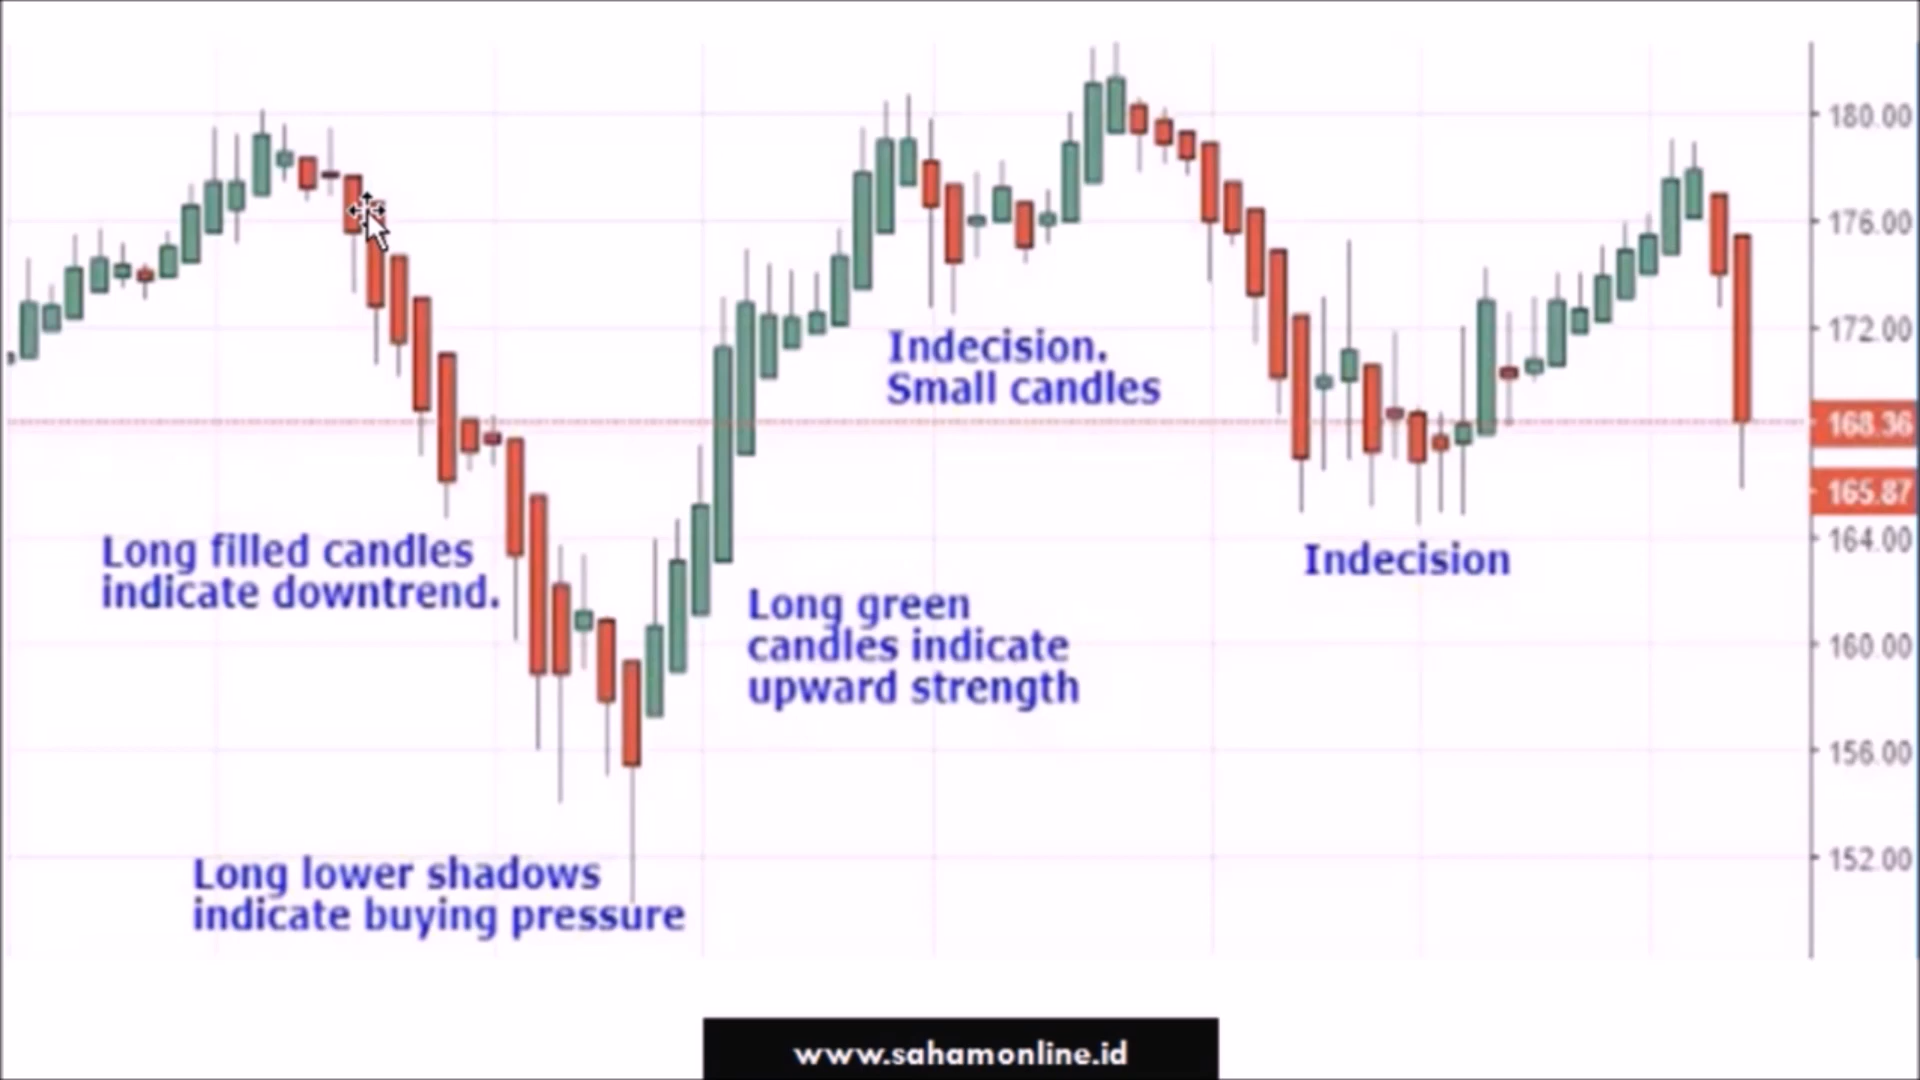 180.00
176.00
172.00
168.36
165.87
164.00
160.00
156.00
152.00
Indecision.
Small candles
Long filled candles
indicate downtrend.
Indecision
Long green
candles indicate
upward strength
Long lower shadows
indicate buying pressure
www.sahamonline.id